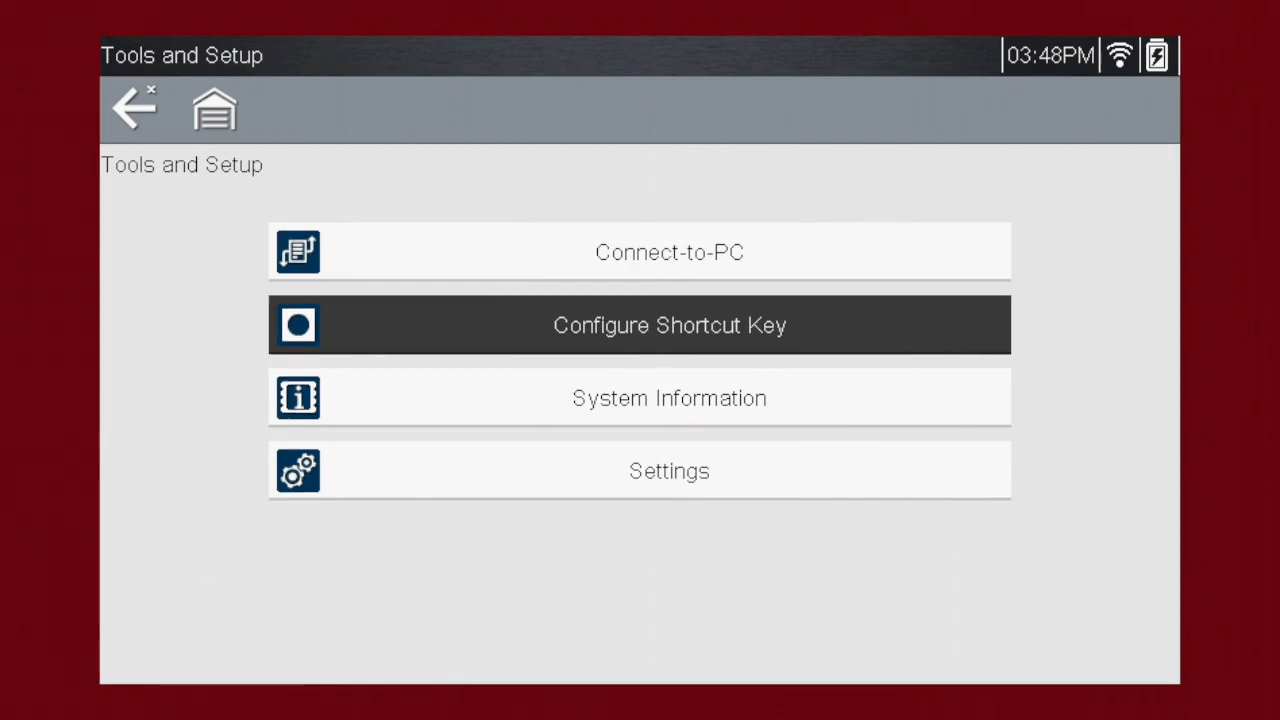 Tools and Setup
03:48PM
Tools and Setup
Connect-to-PC
Configure Shortcut Key
System Information
Settings